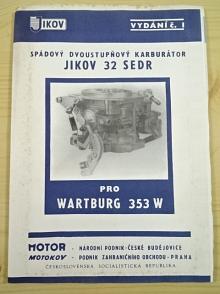 JIKOV
VYDÁNÍ č. 1
SPÁDOVÝ DVOUSTUPŇOVÝ KARBURÁTOR
JIKOV 32 SEDR
PRO
WARTBURG 353 W
MOTOR - NÁRODNÍ PODNIK - ČESKÉ BUDĚJOVICE
MOTOKOV - PODNIK ZAHRANIČNÍHO OBCHODU - PRAHA
ČESKOSLOVENSKÁ SOCIALISTICKÁ REPUBLIKA